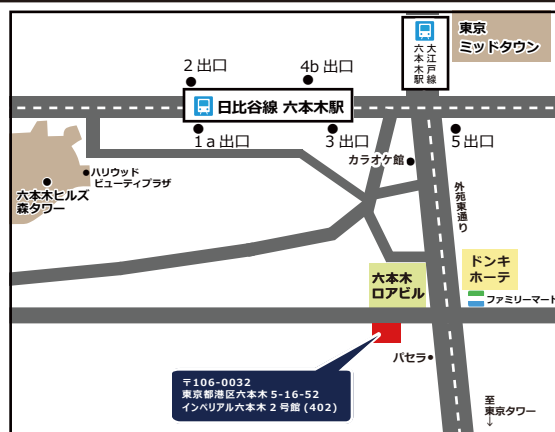 東京
ミッドタウン
大江戸線
六本木駅
2 出口
4b 出口
日比谷線 六本木駅
1a 出口
3 出口
5 出口
カラオケ館
ハリウッド
ビューティプラザ
六本木ヒルズ
森タワー
外苑東通り
六本木
ロアビル
ドンキ
ホーテ
ファミリーマート
パセラ
〒106-0032
東京都港区六本木 5-16-52
インペリアル六本木 2 号館 (402)
至
東京タワー
↓